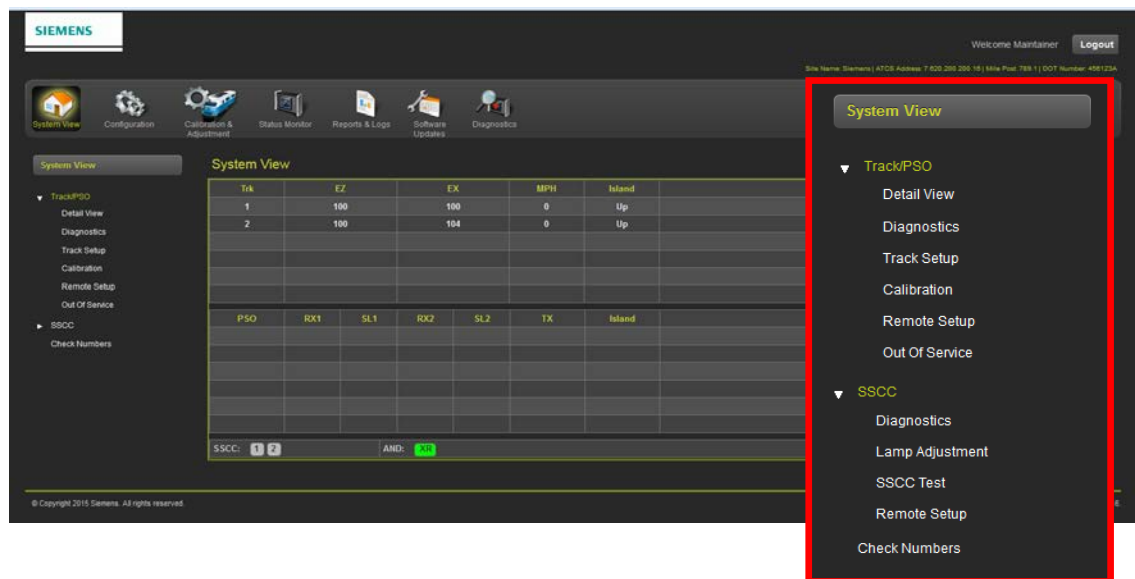 SIEMENS
Welcome Maintainer Logout
Site Name: Siemens | ATCS Address: 7.620.200.200.16 | Mile Post: 789.1 | DOT Number: 456123A
System View Configuration Calibration & Adjustment Status Monitor Reports & Logs Software Updates Diagnostics
System View
Track/PSO
Detail View
Diagnostics
Track Setup
Calibration
Remote Setup
Out Of Service
SSCC
Check Numbers
System View
Trk EZ EX MPH Island
1 100 100 0 Up
2 100 104 0 Up
PSO RX1 SL1 RX2 SL2 TX Island
SSCC: 1 2 AND: XR
System View
Track/PSO
Detail View
Diagnostics
Track Setup
Calibration
Remote Setup
Out Of Service
SSCC
Diagnostics
Lamp Adjustment
SSCC Test
Remote Setup
Check Numbers
© Copyright 2015 Siemens. All rights reserved.